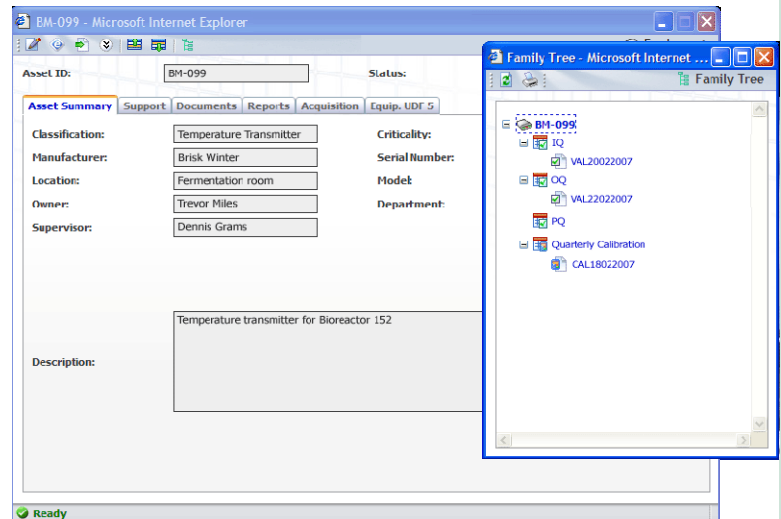 BM-099 - Microsoft Internet Explorer
Asset ID: BM-099 Status:
Asset Summary Support Documents Reports Acquisition Equip. UDF S
Classification: Temperature Transmitter Criticality:
Manufacturer: Brisk Winter Serial Number:
Location: Fermentation room Model:
Owner: Trevor Miles Department:
Supervisor: Dennis Grams
Description: Temperature transmitter for Bioreactor 152
Ready
Family Tree - Microsoft Internet ...
Family Tree
BM-099
IQ
VAL20022007
OQ
VAL22022007
PQ
Quarterly Calibration
CAL18022007